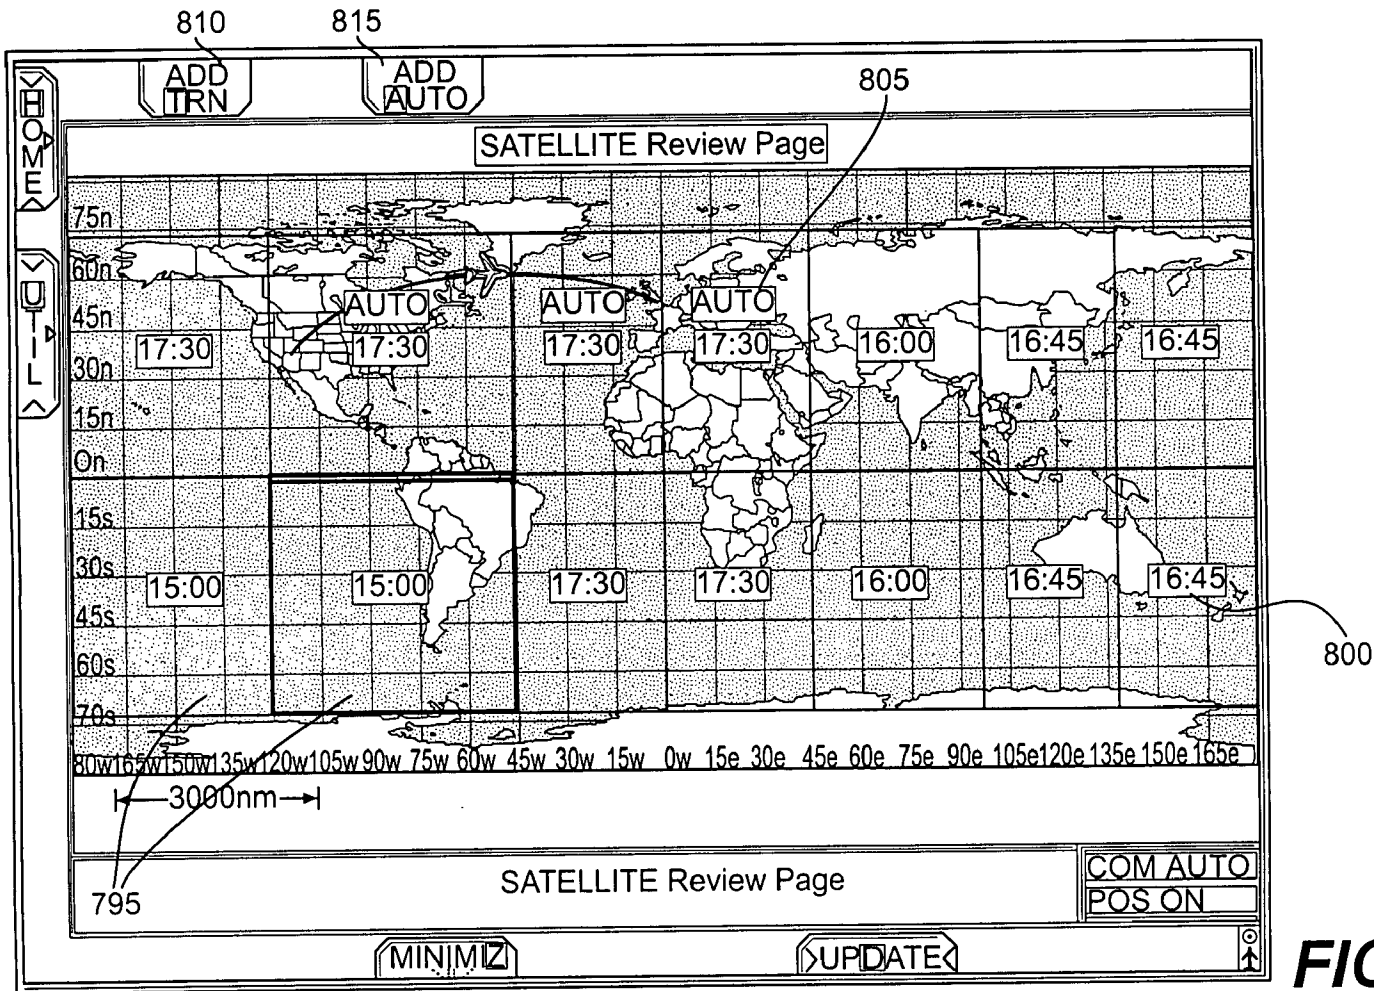 810
815
ADD
TRN
ADD
AUTO
805
HOME
SATELLITE Review Page
75n
60n
UTIL
AUTO
AUTO
AUTO
45n
17:30
17:30
17:30
17:30
16:00
16:45
16:45
30n
15n
0n
15s
30s
15:00
15:00
17:30
17:30
16:00
16:45
16:45
45s
800
60s
70s
80w 165w 150w 135w 120w 105w 90w 75w 60w 45w 30w 15w 0w 15e 30e 45e 60e 75e 90e 105e 120e 135e 150e 165e
3000nm
795
SATELLITE Review Page
COM AUTO
POS ON
MINIMIZ
>UPDATE<
FIG